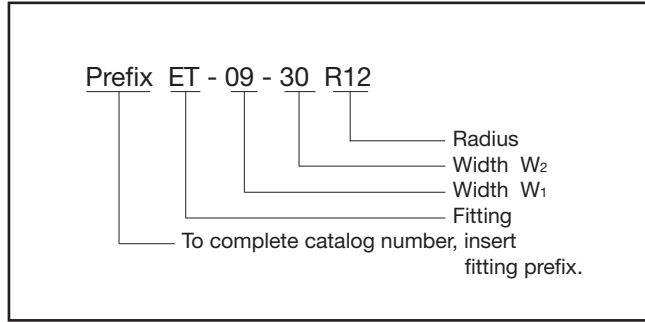 Prefix ET - 09 - 30 R12
Radius
Width W2
Width W1
Fitting
To complete catalog number, insert
fitting prefix.